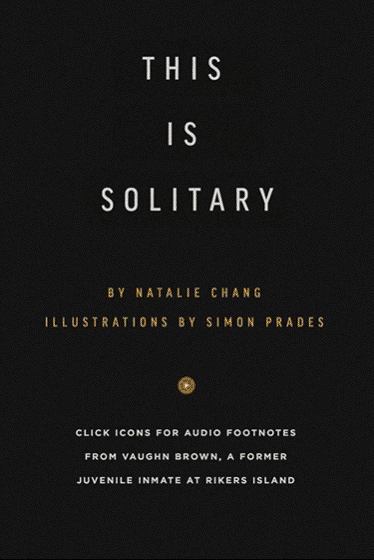 THIS
IS
SOLITARY
BY NATALIE CHANG
ILLUSTRATIONS BY SIMON PRADES
CLICK ICONS FOR AUDIO FOOTNOTES
FROM VAUGHN BROWN, A FORMER
JUVENILE INMATE AT RIKERS ISLAND